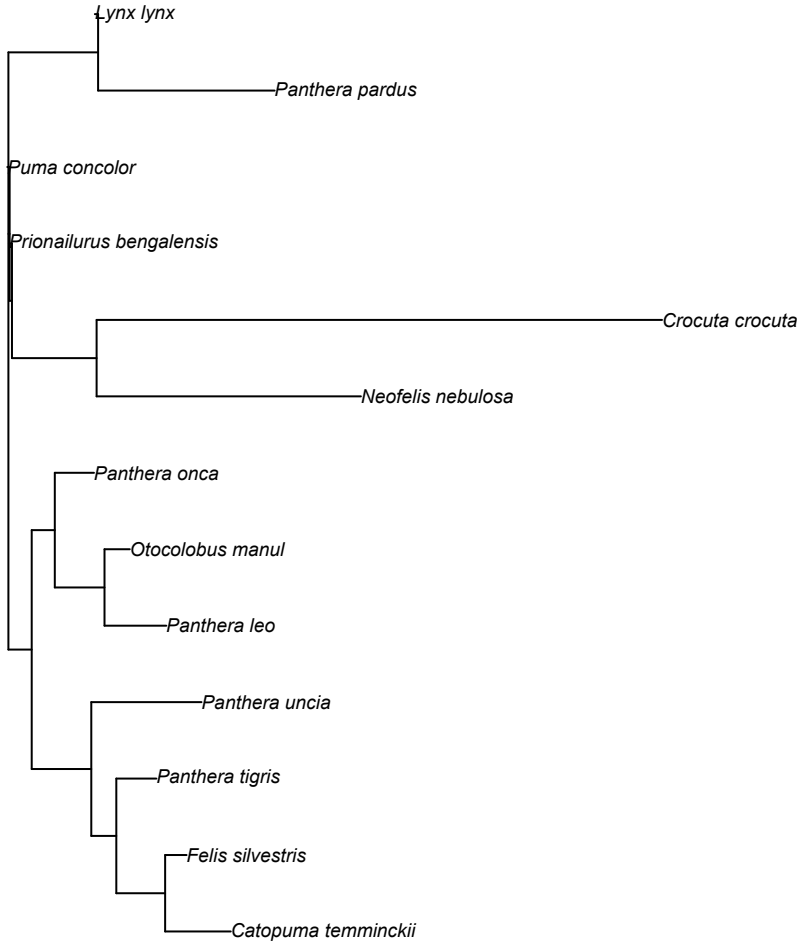 Lynx lynx
Panthera pardus
Puma concolor
Prionailurus bengalensis
Crocuta crocuta
Neofelis nebulosa
Panthera onca
Otocolobus manul
Panthera leo
Panthera uncia
Panthera tigris
Felis silvestris
Catopuma temminckii